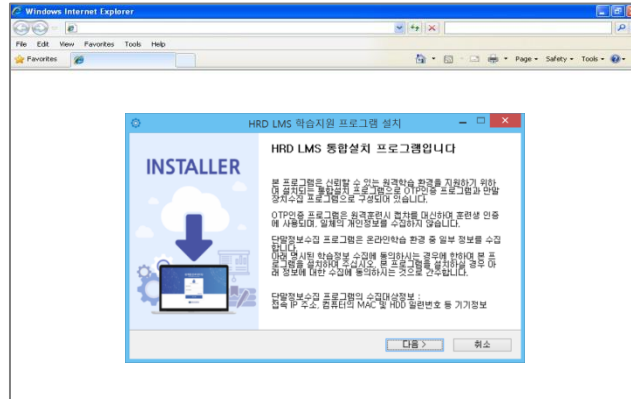 Windows Internet Explorer
File Edit View Favorites Tools Help
Favorites
Page Safety Tools
HRD LMS 학습지원 프로그램 설치
INSTALLER
HRD LMS 통합설치 프로그램입니다
본 프로그램은 신뢰할 수 있는 원격학습 환경을 지원하기 위하
여 설치되는 통합설치 프로그램으로 OTP인증 프로그램과 단말
장치수집 프로그램으로 구성되어 있습니다.
OTP인증 프로그램은 원격훈련시 캡차를 대신하며 훈련생 인증
에 사용되며, 일체의 개인정보를 수집하지 않습니다.
단말정보수집 프로그램은 온라인학습 환경 중 일부 정보를 수집
합니다.
아래 명시된 학습정보 수집에 동의하시는 경우에 한하여 본 프
로그램을 설치하여 주십시오. 본 프로그램을 설치하실 경우 아
래 정보에 대한 수집에 동의하시는 것으로 간주합니다.
단말정보수집 프로그램의 수집대상정보 :
접속 IP 주소, 컴퓨터의 MAC 및 HDD 일련번호 등 기기정보
다음 >
취소